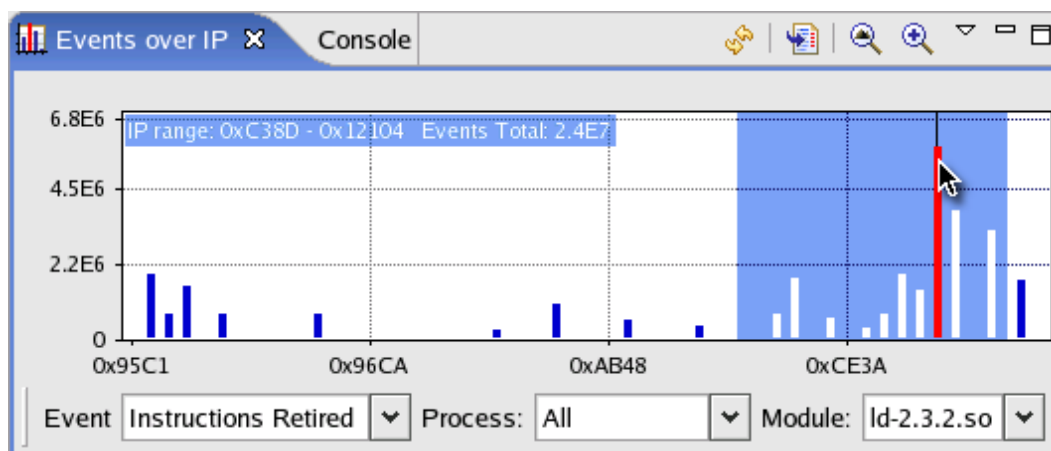 Events over IP Console
6.8E6
IP range: 0xC38D - 0x12104 Events Total: 2.4E7
4.5E6
2.2E6
0
0x95C1 0x96CA 0xAB48 0xCE3A
Event Instructions Retired Process: All Module: ld-2.3.2.so